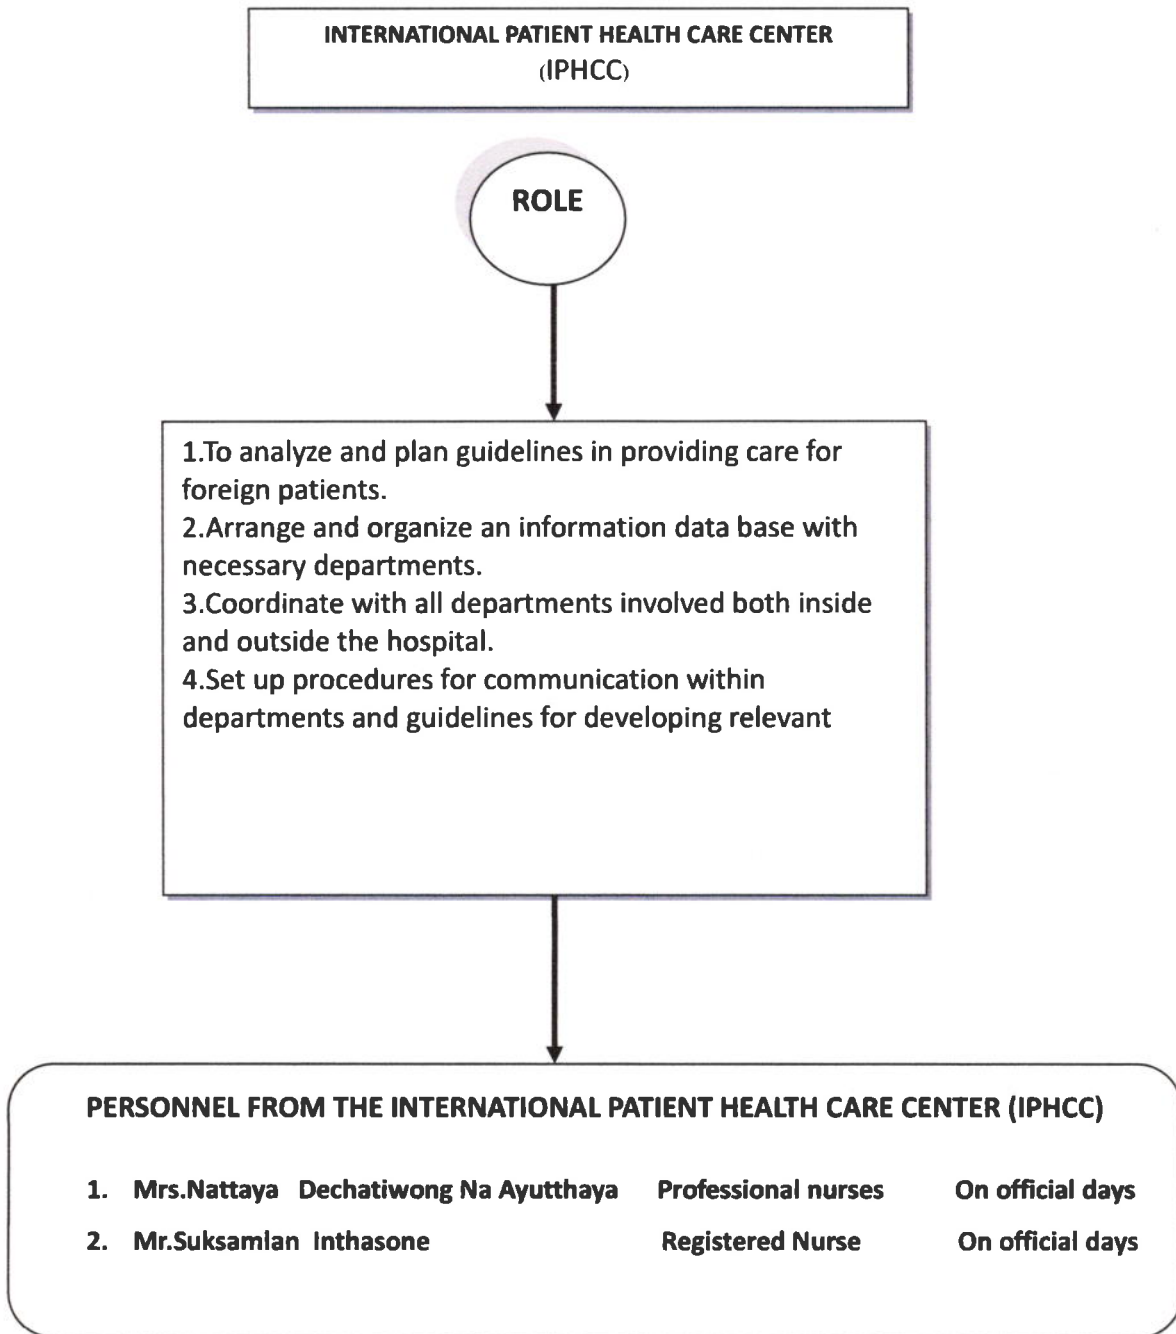 INTERNATIONAL PATIENT HEALTH CARE CENTER
(IPHCC)
ROLE
1.To analyze and plan guidelines in providing care for
foreign patients.
2.Arrange and organize an information data base with
necessary departments.
3.Coordinate with all departments involved both inside
and outside the hospital.
4.Set up procedures for communication within
departments and guidelines for developing relevant
PERSONNEL FROM THE INTERNATIONAL PATIENT HEALTH CARE CENTER (IPHCC)
1. Mrs.Nattaya Dechatiwong Na Ayutthaya Professional nurses On official days
2. Mr.Suksamlan Inthasone Registered Nurse On official days